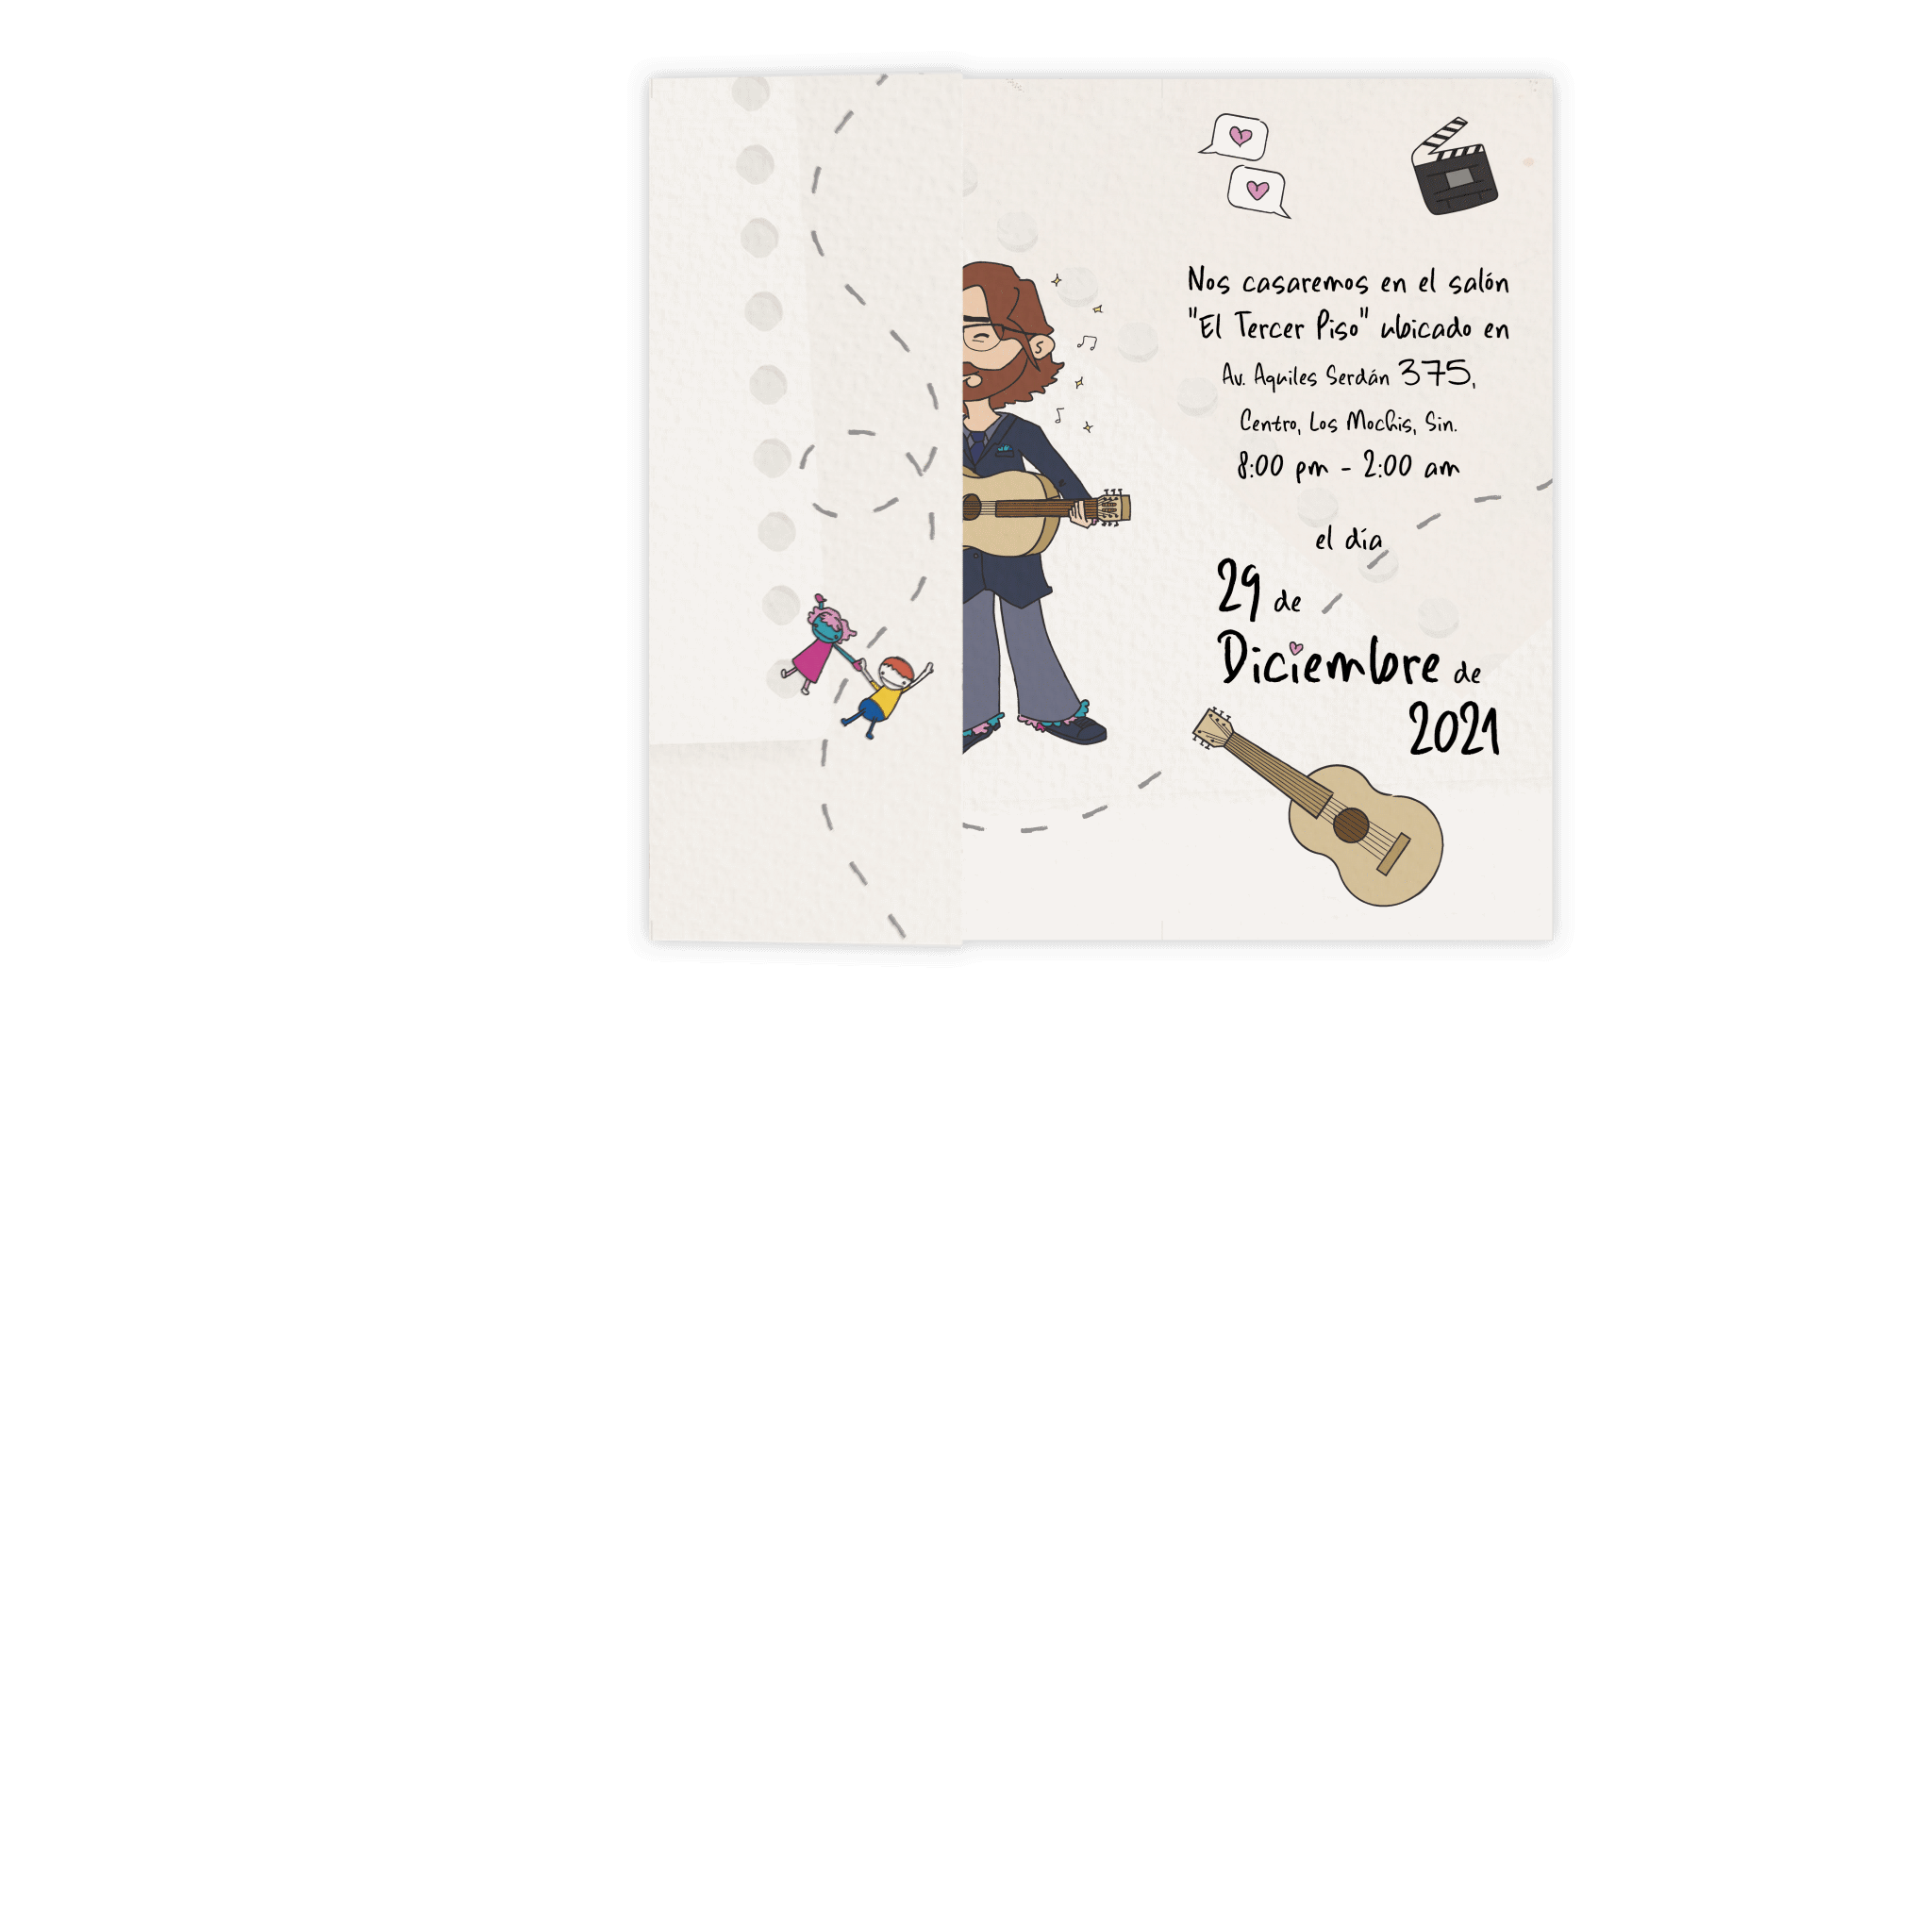 Nos casaremos en el salón
"El Tercer Piso" ubicado en
Av. Aquiles Serdán 375,
Centro, Los Mochis, Sin.
8:00 pm - 2:00 am
el día
29 de
Diciembre de
2021